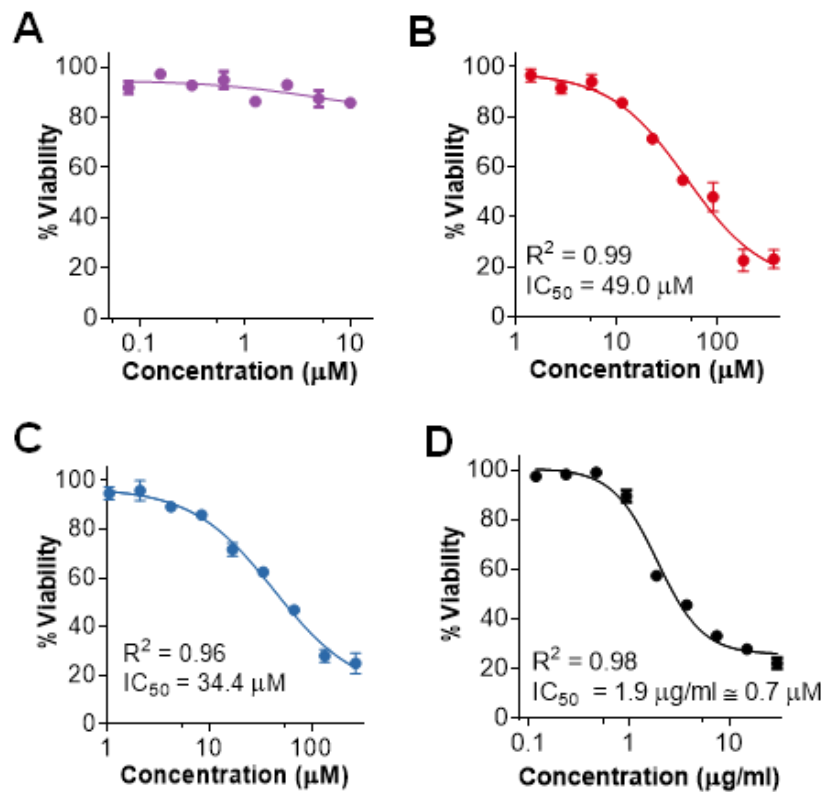 A
% Viability
100
80
60
40
20
0
0.1 1 10
Concentration (µM)
B
% Viability
100
80
60
40
20
0
R² = 0.99
IC₅₀ = 49.0 µM
1 10 100
Concentration (µM)
C
% Viability
100
80
60
40
20
0
R² = 0.96
IC₅₀ = 34.4 µM
1 10 100
Concentration (µM)
D
% Viability
100
80
60
40
20
0
R² = 0.98
IC₅₀ = 1.9 µg/ml ≅ 0.7 µM
0.1 1 10
Concentration (µg/ml)